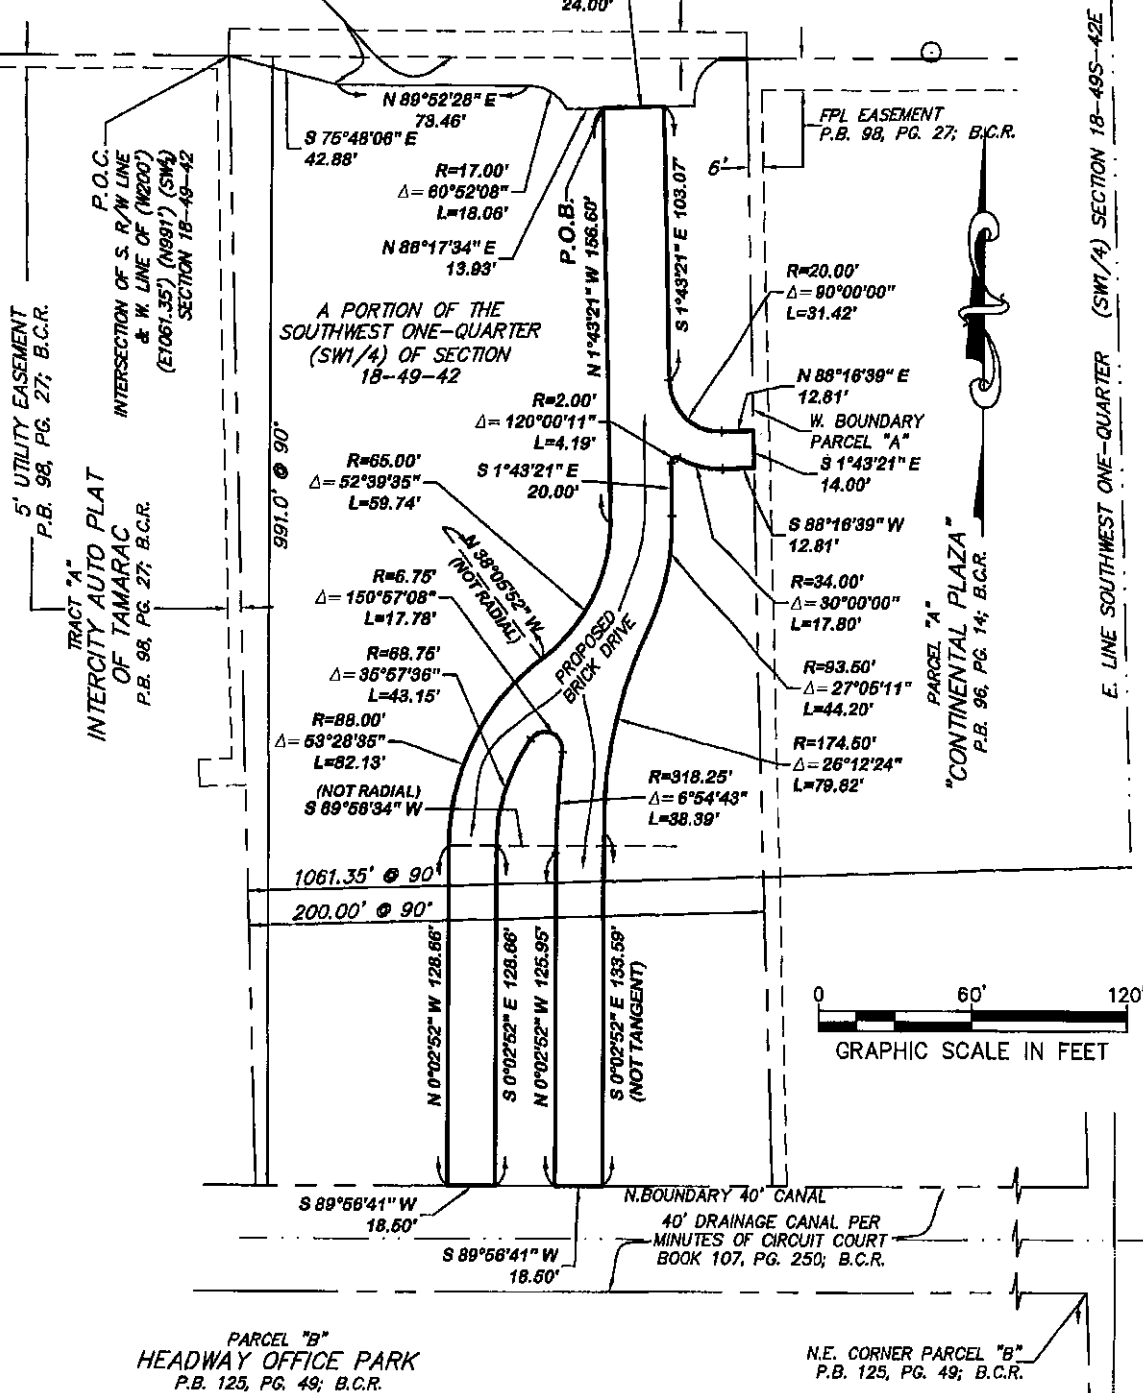 24.00'
N 89°52'28" E
73.46'
S 75°48'06" E
42.88'
FPL EASEMENT
P.B. 98, PG. 27; B.C.R.
6'
P.O.C.
INTERSECTION OF S. R/W LINE
& W. LINE OF (W200')
(E1061.35') (N991') (SW¼)
SECTION 18-49-42
R=17.00'
Δ= 60°52'08"
L=18.06'
N 88°17'34" E
13.93'
P.O.B.
N 1°43'21" W 156.60'
S 1°43'21" E 103.07'
R=20.00'
Δ= 90°00'00"
L=31.42'
E. LINE SOUTHWEST ONE-QUARTER (SW1/4) SECTION 18-49S-42E
A PORTION OF THE
SOUTHWEST ONE-QUARTER
(SW1/4) OF SECTION
18-49-42
5' UTILITY EASEMENT
P.B. 98, PG. 27; B.C.R.
N 88°16'39" E
12.81'
W. BOUNDARY
PARCEL "A"
S 1°43'21" E
14.00'
R=2.00'
Δ= 120°00'11"
L=4.19'
S 1°43'21" E
20.00'
991.0' @ 90°
R=65.00'
Δ= 52°39'35"
L=59.74'
S 88°16'39" W
12.81'
TRACT "A"
INTERCITY AUTO PLAT
OF TAMARAC
P.B. 98, PG. 27; B.C.R.
N 38°05'52" W
(NOT RADIAL)
R=6.75'
Δ= 150°57'08"
L=17.78'
R=34.00'
Δ= 30°00'00"
L=17.80'
PROPOSED
BRICK DRIVE
R=68.75'
Δ= 35°57'36"
L=43.15'
R=93.50'
Δ= 27°05'11"
L=44.20'
PARCEL "A"
"CONTINENTAL PLAZA"
P.B. 96, PG. 14; B.C.R.
R=88.00'
Δ= 53°28'35"
L=82.13'
R=174.50'
Δ= 26°12'24"
L=79.82'
(NOT RADIAL)
S 89°56'34" W
R=318.25'
Δ= 6°54'43"
L=38.39'
1061.35' @ 90°
200.00' @ 90°
N 0°02'52" W 128.66'
S 0°02'52" E 128.66'
N 0°02'52" W 125.95'
S 0°02'52" E 133.59'
(NOT TANGENT)
0 60' 120'
GRAPHIC SCALE IN FEET
S 89°56'41" W
18.50'
N.BOUNDARY 40' CANAL
40' DRAINAGE CANAL PER
MINUTES OF CIRCUIT COURT
BOOK 107, PG. 250; B.C.R.
S 89°56'41" W
18.50'
PARCEL "B"
HEADWAY OFFICE PARK
P.B. 125, PG. 49; B.C.R.
N.E. CORNER PARCEL "B"
P.B. 125, PG. 49; B.C.R.